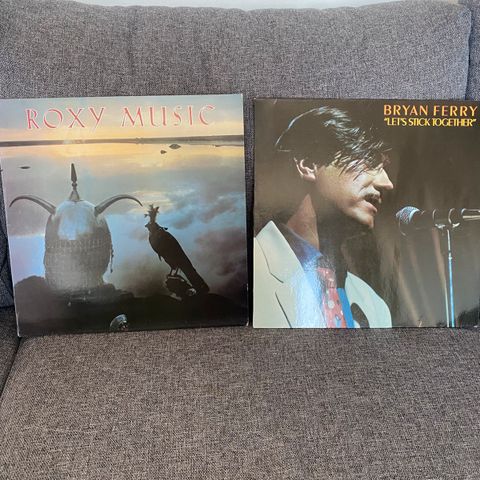 ROXY MUSIC
BRYAN FERRY
"LET'S STICK TOGETHER"